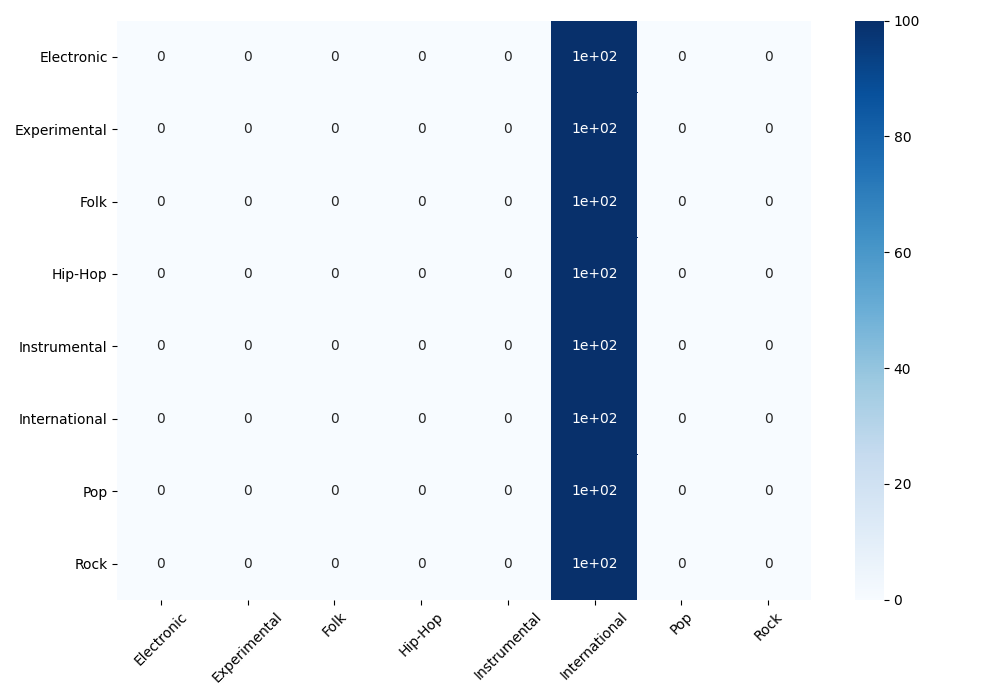 Electronic 0 0 0 0 0 1e+02 0 0
Experimental 0 0 0 0 0 1e+02 0 0
Folk 0 0 0 0 0 1e+02 0 0
Hip-Hop 0 0 0 0 0 1e+02 0 0
Instrumental 0 0 0 0 0 1e+02 0 0
International 0 0 0 0 0 1e+02 0 0
Pop 0 0 0 0 0 1e+02 0 0
Rock 0 0 0 0 0 1e+02 0 0
Electronic Experimental Folk Hip-Hop Instrumental International Pop Rock
100
80
60
40
20
0